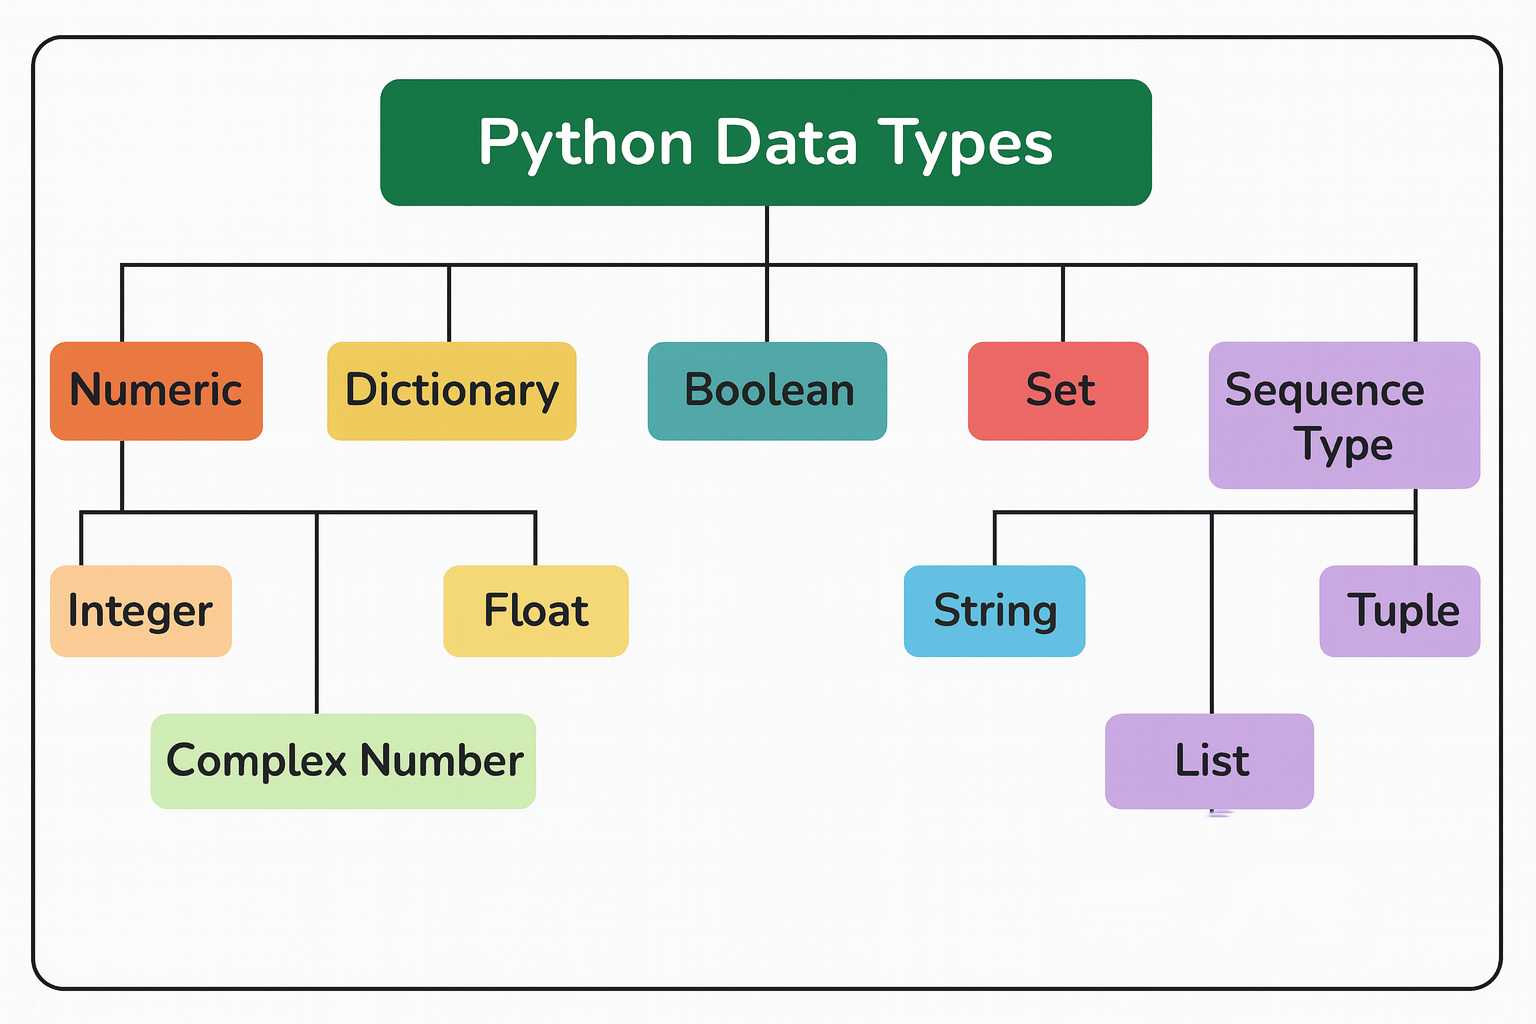 Python Data Types
Numeric
Dictionary
Boolean
Set
Sequence
Type
Integer
Float
String
Tuple
Complex Number
List